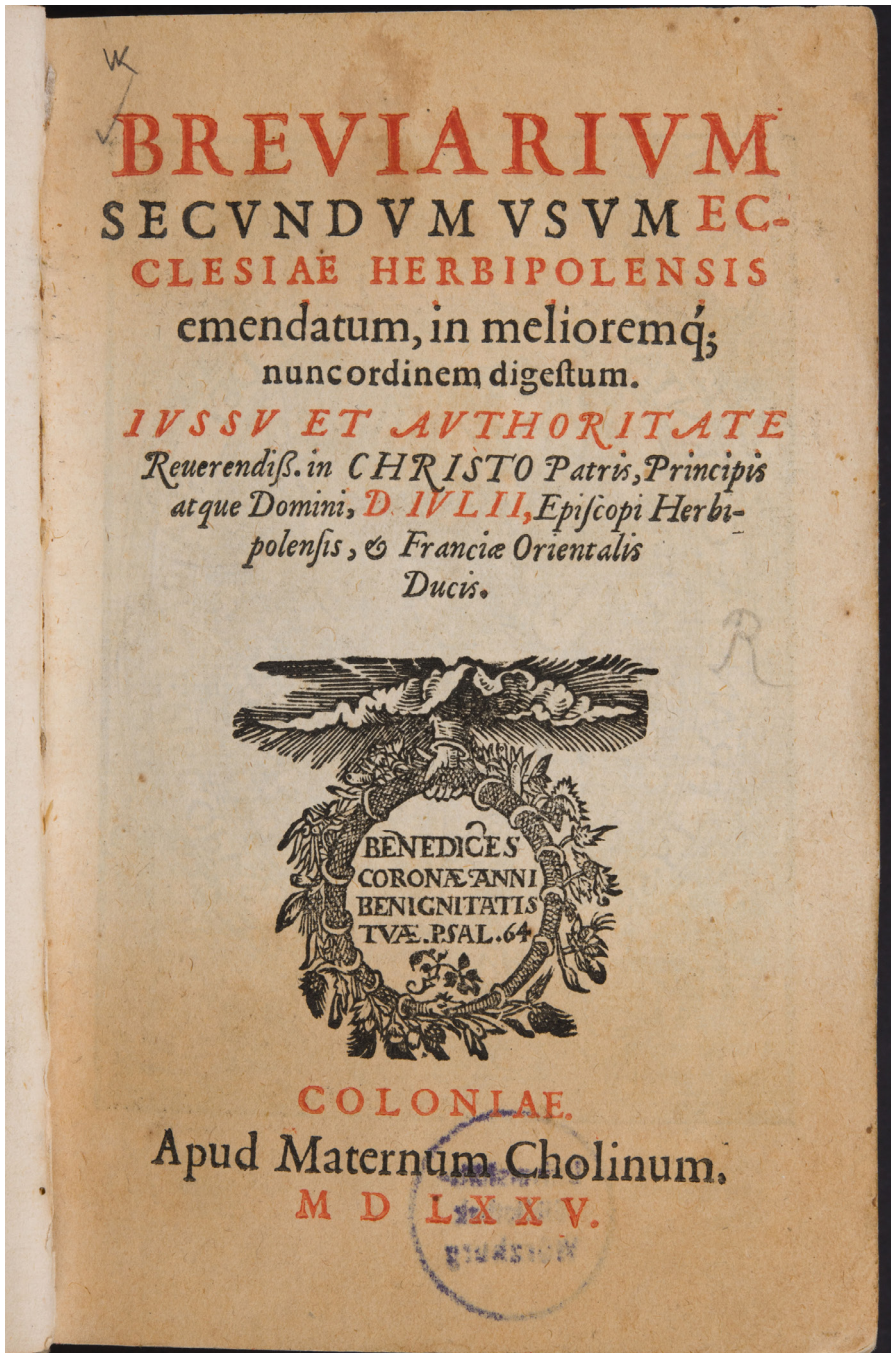 BREVIARIVM
SECVNDVM VSVM EC-
CLESIAE HERBIPOLENSIS
emendatum, in melioremq́;
nunc ordinem digeſtum.
IVSSV ET AVTHORITATE
Reuerendiß. in CHRISTO Patris, Principis
atque Domini, D. IVLII, Epiſcopi Herbi-
polenſis, & Franciæ Orientalis
Ducis.
R
BENEDICES
CORONÆ ANNI
BENIGNITATIS
TVÆ. PSAL. 64
COLONIAE.
Apud Maternum Cholinum.
M D LXXV.